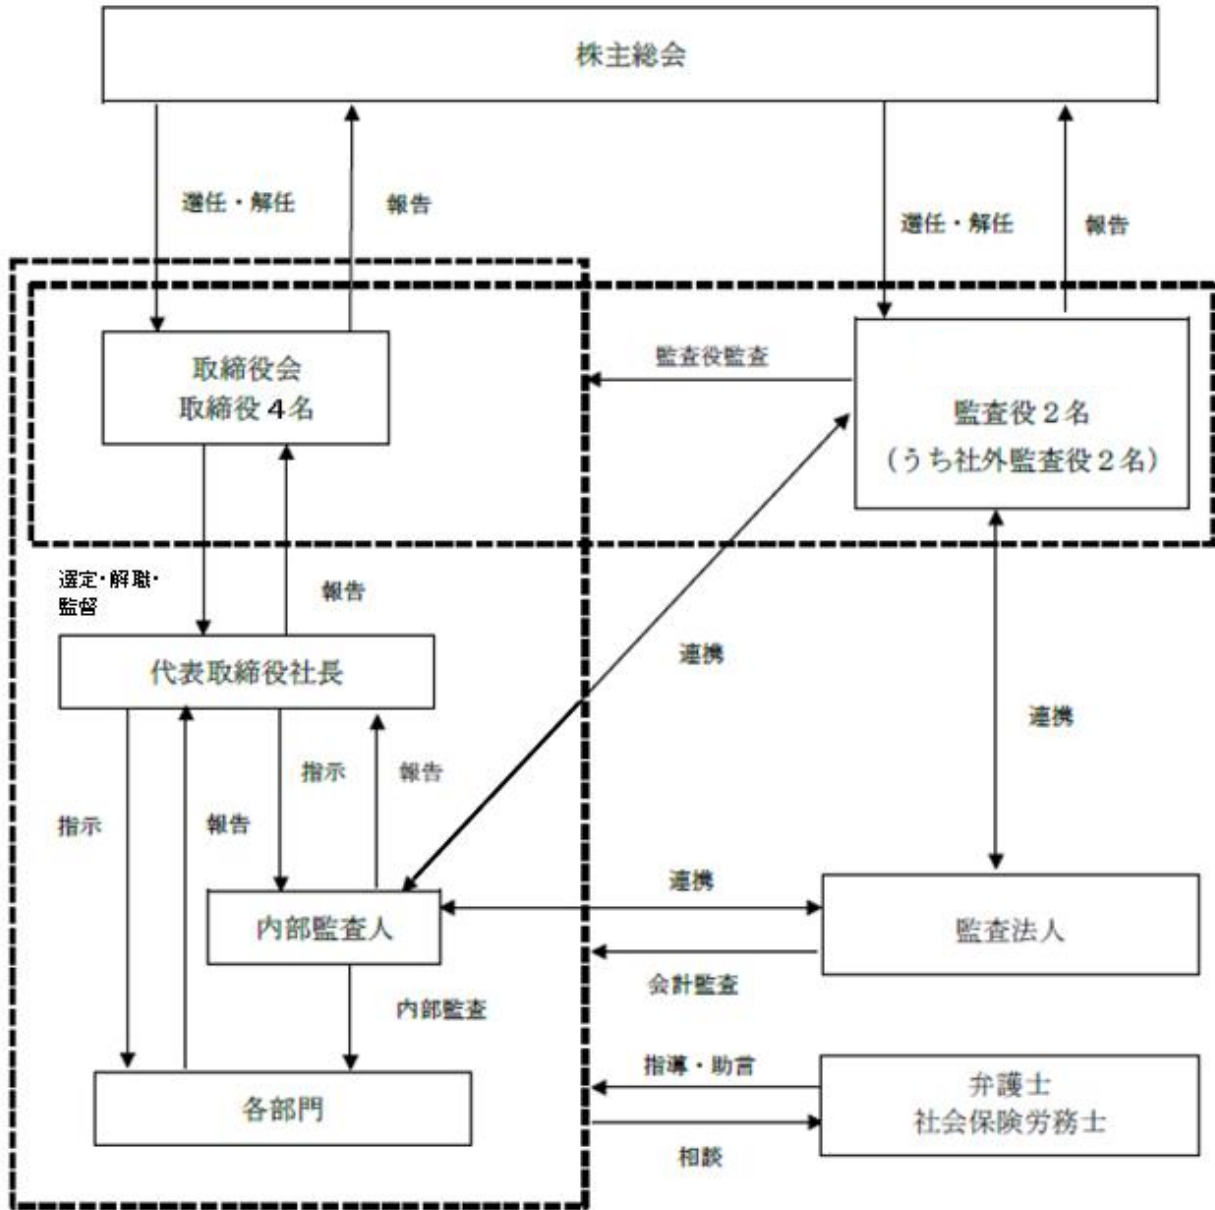 株主総会
選任・解任
報告
選任・解任
報告
取締役会
取締役４名
監査役監査
監査役２名
（うち社外監査役２名）
選定・解職・
監督
報告
代表取締役社長
連携
連携
指示
報告
指示
報告
内部監査人
連携
監査法人
会計監査
内部監査
指導・助言
弁護士
社会保険労務士
各部門
相談